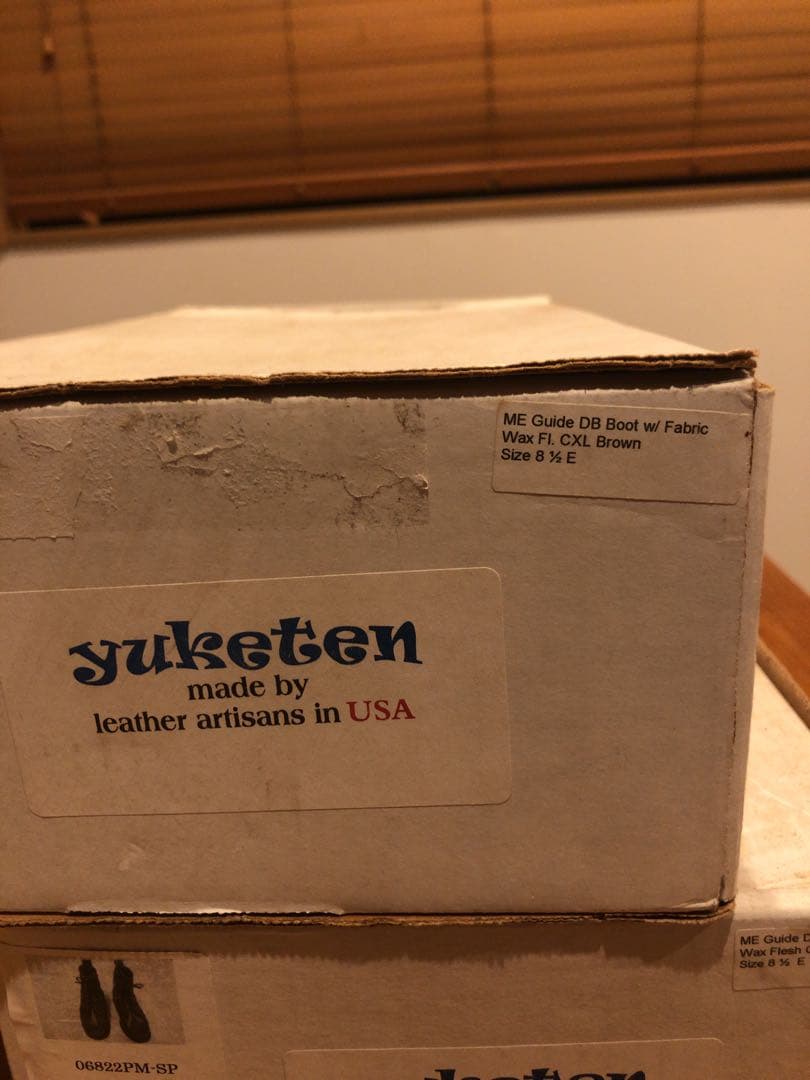 ME Guide DB Boot w/ Fabric
Wax Fl. CXL Brown
Size 8 ½ E
yuketen
made by
leather artisans in USA
ME Guide
Wax Flesh
Size 8 ½ E
06822PM-SP